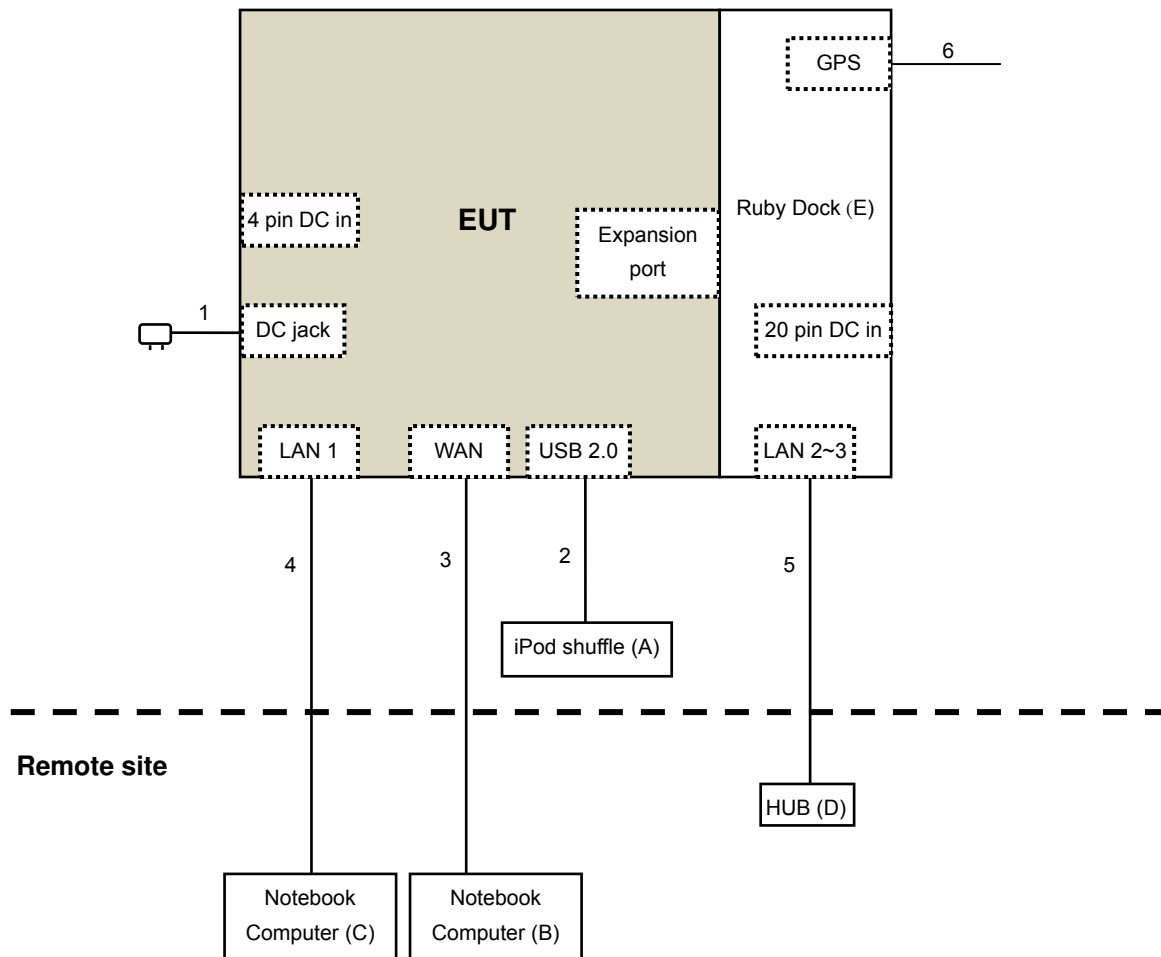 GPS
6
4 pin DC in
EUT
Ruby Dock (E)
Expansion
port
1
DC jack
20 pin DC in
LAN 1
WAN
USB 2.0
LAN 2~3
4
3
2
5
iPod shuffle (A)
Remote site
HUB (D)
Notebook
Computer (C)
Notebook
Computer (B)